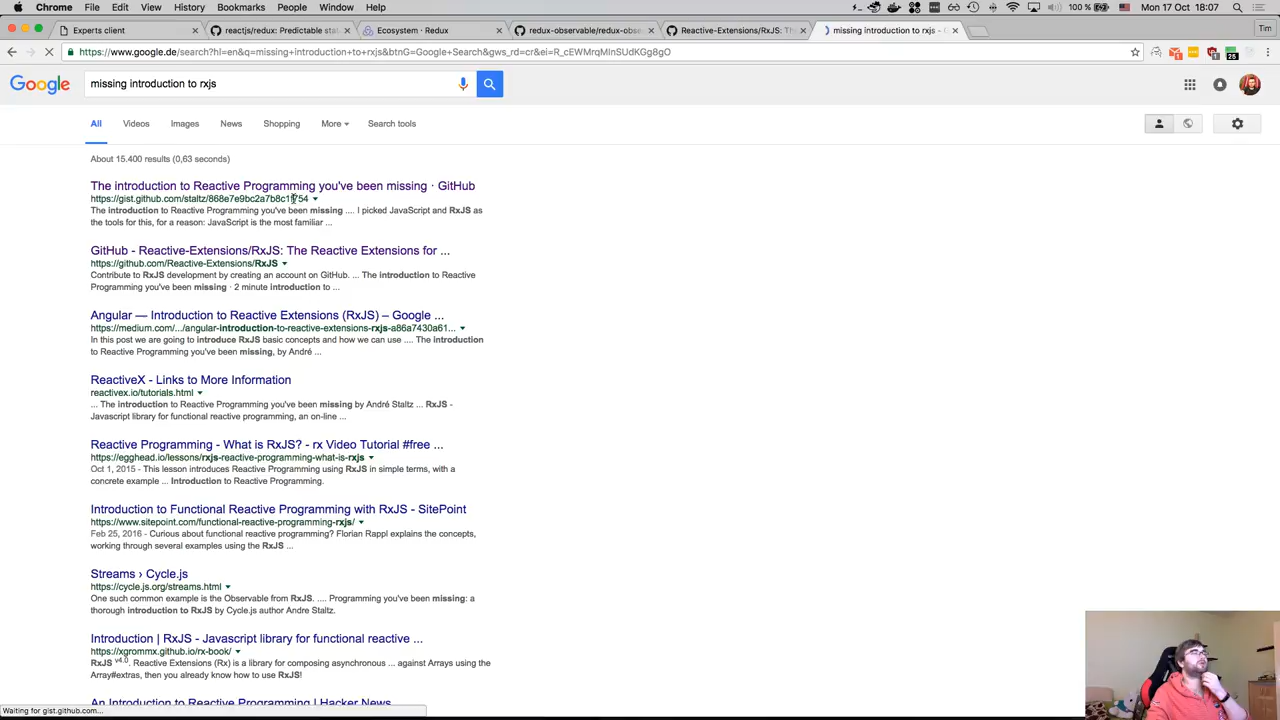 Chrome File Edit View History Bookmarks People Window Help 100 % Mon 17 Oct 18:07
Experts client
reactjs/redux: Predictable sta
Ecosystem · Redux
redux-observable/redux-obse
Reactive-Extensions/RxJS: Th
missing introduction to rxjs -
Tim
https://www.google.de/search?hl=en&q=missing+introduction+to+rxjs&btnG=Google+Search&gws_rd=cr&ei=R_cEWMrqMInSUdKGg8gO
Google
missing introduction to rxjs
All Videos Images News Shopping More Search tools
About 15.400 results (0,63 seconds)
The introduction to Reactive Programming you've been missing · GitHub
https://gist.github.com/staltz/868e7e9bc2a7b8c1f754
The introduction to Reactive Programming you've been missing .... I picked JavaScript and RxJS as
the tools for this, for a reason: JavaScript is the most familiar ...
GitHub - Reactive-Extensions/RxJS: The Reactive Extensions for ...
https://github.com/Reactive-Extensions/RxJS
Contribute to RxJS development by creating an account on GitHub. ... The introduction to Reactive
Programming you've been missing · 2 minute introduction to ...
Angular — Introduction to Reactive Extensions (RxJS) – Google ...
https://medium.com/.../angular-introduction-to-reactive-extensions-rxjs-a86a7430a61...
In this post we are going to introduce RxJS basic concepts and how we can use .... The introduction
to Reactive Programming you've been missing, by André ...
ReactiveX - Links to More Information
reactivex.io/tutorials.html
... The introduction to Reactive Programming you've been missing by André Staltz ... RxJS -
Javascript library for functional reactive programming, an on-line ...
Reactive Programming - What is RxJS? - rx Video Tutorial #free ...
https://egghead.io/lessons/rxjs-reactive-programming-what-is-rxjs
Oct 1, 2015 - This lesson introduces Reactive Programming using RxJS in simple terms, with a
concrete example ... Introduction to Reactive Programming.
Introduction to Functional Reactive Programming with RxJS - SitePoint
https://www.sitepoint.com/functional-reactive-programming-rxjs/
Feb 25, 2016 - Curious about functional reactive programming? Florian Rappl explains the concepts,
working through several examples using the RxJS ...
Streams › Cycle.js
https://cycle.js.org/streams.html
One such common example is the Observable from RxJS. .... Programming you've been missing: a
thorough introduction to RxJS by Cycle.js author Andre Staltz.
Introduction | RxJS - Javascript library for functional reactive ...
https://xgrommx.github.io/rx-book/
RxJS v4.0. Reactive Extensions (Rx) is a library for composing asynchronous ... against Arrays using the
Array#extras, then you already know how to use RxJS!
An Introduction to Reactive Programming | Hacker News
Waiting for gist.github.com...